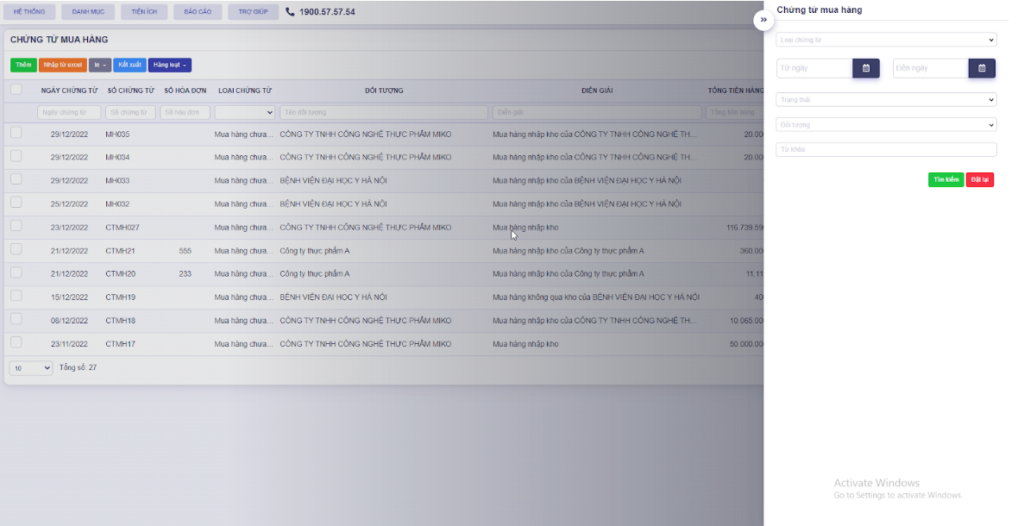 HỆ THỐNG DANH MỤC TIỆN ÍCH BÁO CÁO TRỢ GIÚP 1900.57.57.54
CHỨNG TỪ MUA HÀNG
Thêm Nhập từ excel In Kết xuất Hàng loạt
NGÀY CHỨNG TỪ SỐ CHỨNG TỪ SỐ HÓA ĐƠN LOẠI CHỨNG TỪ ĐỐI TƯỢNG DIỄN GIẢI TỔNG TIỀN HÀNG
Ngày chứng từ Số chứng từ Số hóa đơn Tên đối tượng Diễn giải Tổng tiền hàng
29/12/2022 MH035 Mua hàng chưa... CÔNG TY TNHH CÔNG NGHỆ THỰC PHẨM MIKO Mua hàng nhập kho của CÔNG TY TNHH CÔNG NGHỆ TH... 20.00
29/12/2022 MH034 Mua hàng chưa... CÔNG TY TNHH CÔNG NGHỆ THỰC PHẨM MIKO Mua hàng nhập kho của CÔNG TY TNHH CÔNG NGHỆ TH... 20.00
29/12/2022 MH033 Mua hàng chưa... BỆNH VIỆN ĐẠI HỌC Y HÀ NỘI Mua hàng nhập kho của BỆNH VIỆN ĐẠI HỌC Y HÀ NỘI
25/12/2022 MH032 Mua hàng chưa... BỆNH VIỆN ĐẠI HỌC Y HÀ NỘI Mua hàng nhập kho của BỆNH VIỆN ĐẠI HỌC Y HÀ NỘI
23/12/2022 CTMH027 Mua hàng chưa... CÔNG TY TNHH CÔNG NGHỆ THỰC PHẨM MIKO Mua hàng nhập kho 116.739.59
21/12/2022 CTMH21 555 Mua hàng chưa... Công ty thực phẩm A Mua hàng nhập kho của Công ty thực phẩm A 360.00
21/12/2022 CTMH20 233 Mua hàng chưa... Công ty thực phẩm A Mua hàng nhập kho của Công ty thực phẩm A 11.11
15/12/2022 CTMH19 Mua hàng chưa... BỆNH VIỆN ĐẠI HỌC Y HÀ NỘI Mua hàng không qua kho của BỆNH VIỆN ĐẠI HỌC Y HÀ NỘI 40
08/12/2022 CTMH18 Mua hàng chưa... CÔNG TY TNHH CÔNG NGHỆ THỰC PHẨM MIKO Mua hàng nhập kho của CÔNG TY TNHH CÔNG NGHỆ TH... 10.065.00
23/11/2022 CTMH17 Mua hàng chưa... CÔNG TY TNHH CÔNG NGHỆ THỰC PHẨM MIKO Mua hàng nhập kho 50.000.00
10 Tổng số: 27
Chứng từ mua hàng
Loại chứng từ
Từ ngày Đến ngày
Trạng thái
Đối tượng
Từ khóa
Tìm kiếm Đặt lại
Activate Windows
Go to Settings to activate Windows.